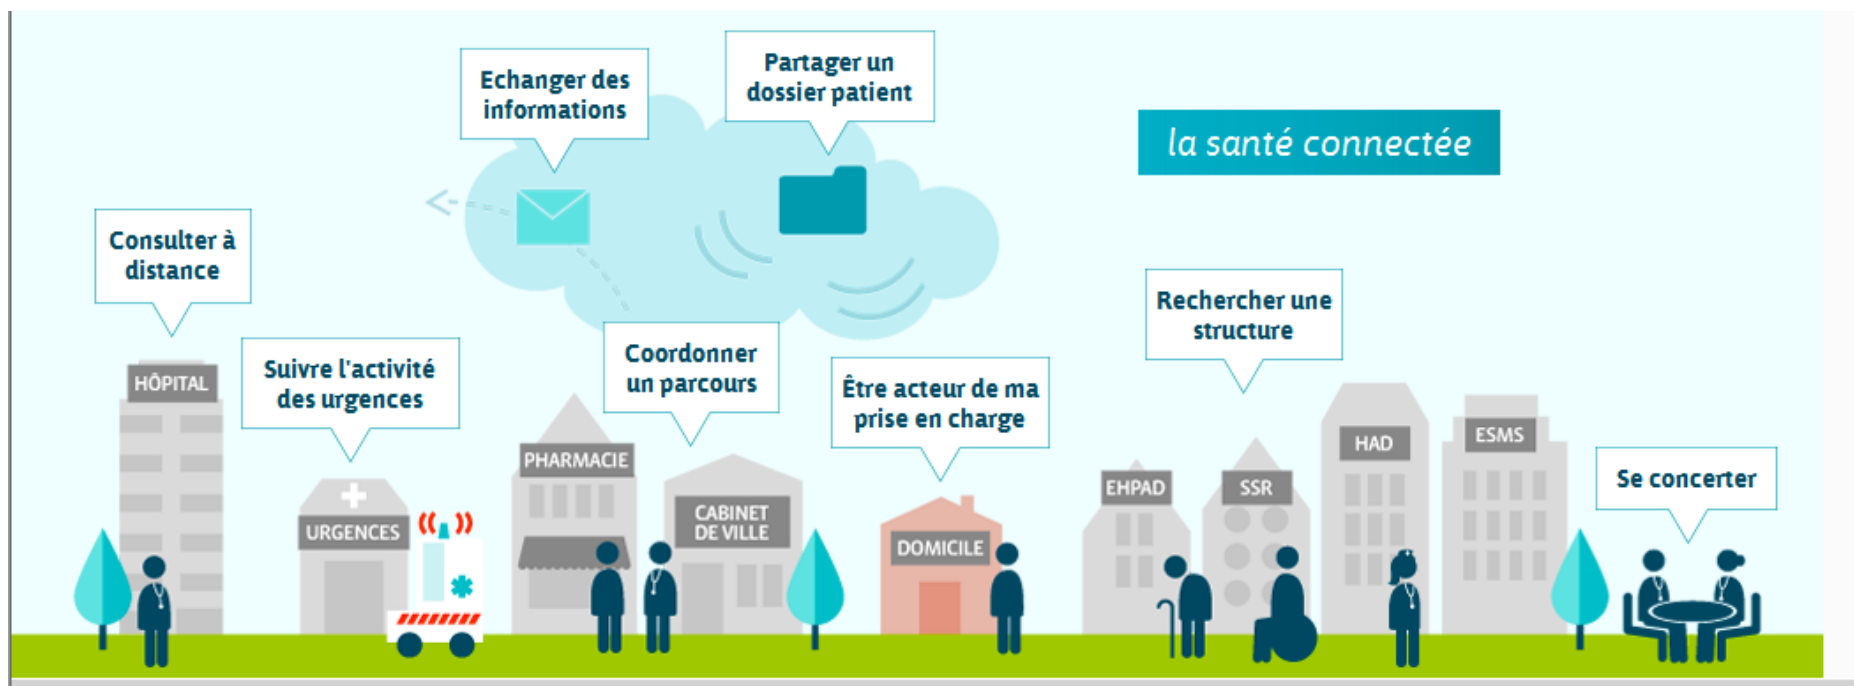 Echanger des
informations
Partager un
dossier patient
la santé connectée
Consulter à
distance
Rechercher une
structure
Suivre l'activité
des urgences
Coordonner
un parcours
Être acteur de ma
prise en charge
Se concerter
HÔPITAL
URGENCES
PHARMACIE
CABINET
DE VILLE
DOMICILE
EHPAD
SSR
HAD
ESMS